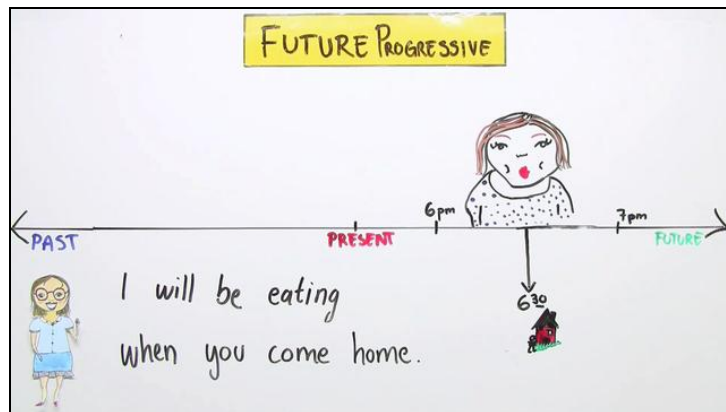 FUTURE PROGRESSIVE
6pm
7pm
PAST
PRESENT
FUTURE
6 30
I will be eating
when you come home.